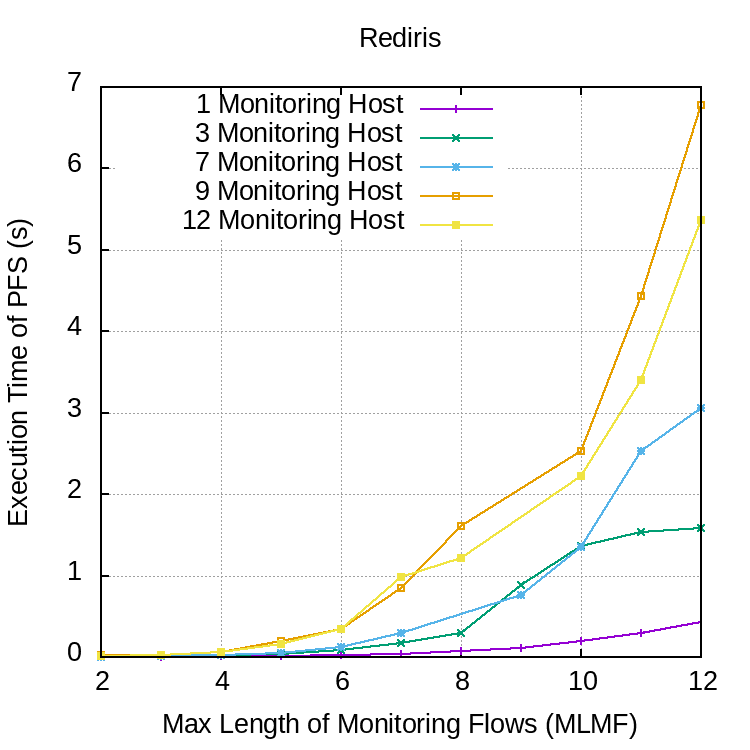 Rediris
7
6
5
4
3
2
1
0
Execution Time of PFS (s)
1 Monitoring Host
3 Monitoring Host
7 Monitoring Host
9 Monitoring Host
12 Monitoring Host
2 4 6 8 10 12
Max Length of Monitoring Flows (MLMF)